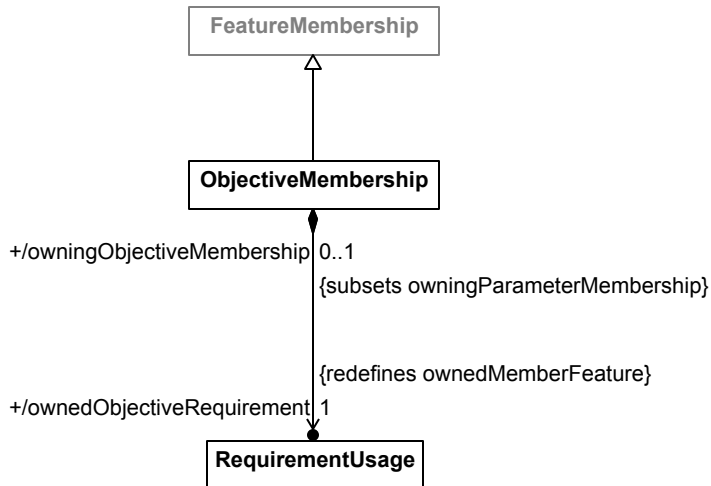 FeatureMembership
ObjectiveMembership
+/owningObjectiveMembership 0..1
{subsets owningParameterMembership}
{redefines ownedMemberFeature}
+/ownedObjectiveRequirement 1
RequirementUsage